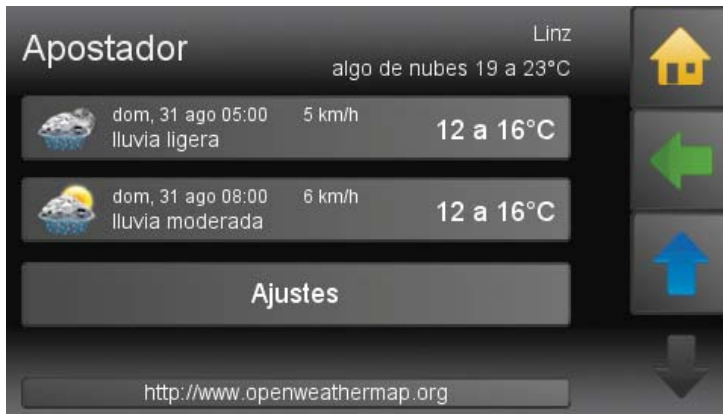 Apostador
Linz
algo de nubes 19 a 23°C
dom, 31 ago 05:00 5 km/h
lluvia ligera
12 a 16°C
dom, 31 ago 08:00 6 km/h
lluvia moderada
12 a 16°C
Ajustes
http://www.openweathermap.org